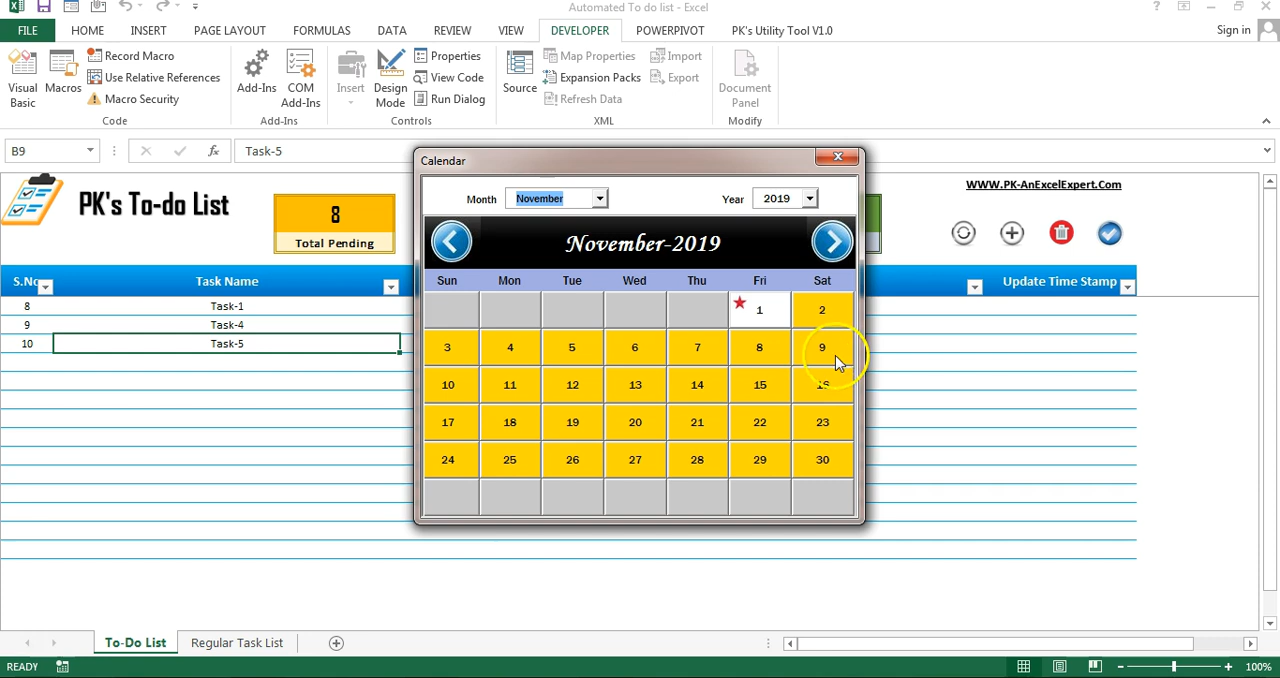 Automated To do list - Excel
FILE HOME INSERT PAGE LAYOUT FORMULAS DATA REVIEW VIEW DEVELOPER POWERPIVOT PK's Utility Tool V1.0 Sign in
Visual Basic
Macros
Record Macro
Use Relative References
Macro Security
Code
Add-Ins
COM Add-Ins
Add-Ins
Insert
Design Mode
Properties
View Code
Run Dialog
Controls
Source
Map Properties
Expansion Packs
Refresh Data
Import
Export
XML
Document Panel
Modify
B9 fx Task-5
PK's To-do List
8
Total Pending
WWW.PK-AnExcelExpert.Com
S.No Task Name Update Time Stamp
8 Task-1
9 Task-4
10 Task-5
Calendar
Month November Year 2019
November-2019
Sun Mon Tue Wed Thu Fri Sat
1 2
3 4 5 6 7 8 9
10 11 12 13 14 15 16
17 18 19 20 21 22 23
24 25 26 27 28 29 30
To-Do List Regular Task List
READY 100%